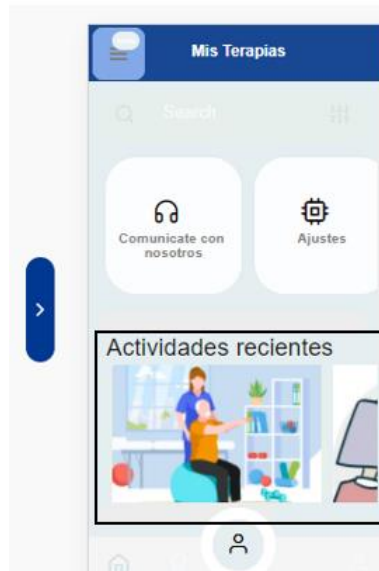 Mis Terapias
Search
Comunicate con
nosotros
Ajustes
Actividades recientes